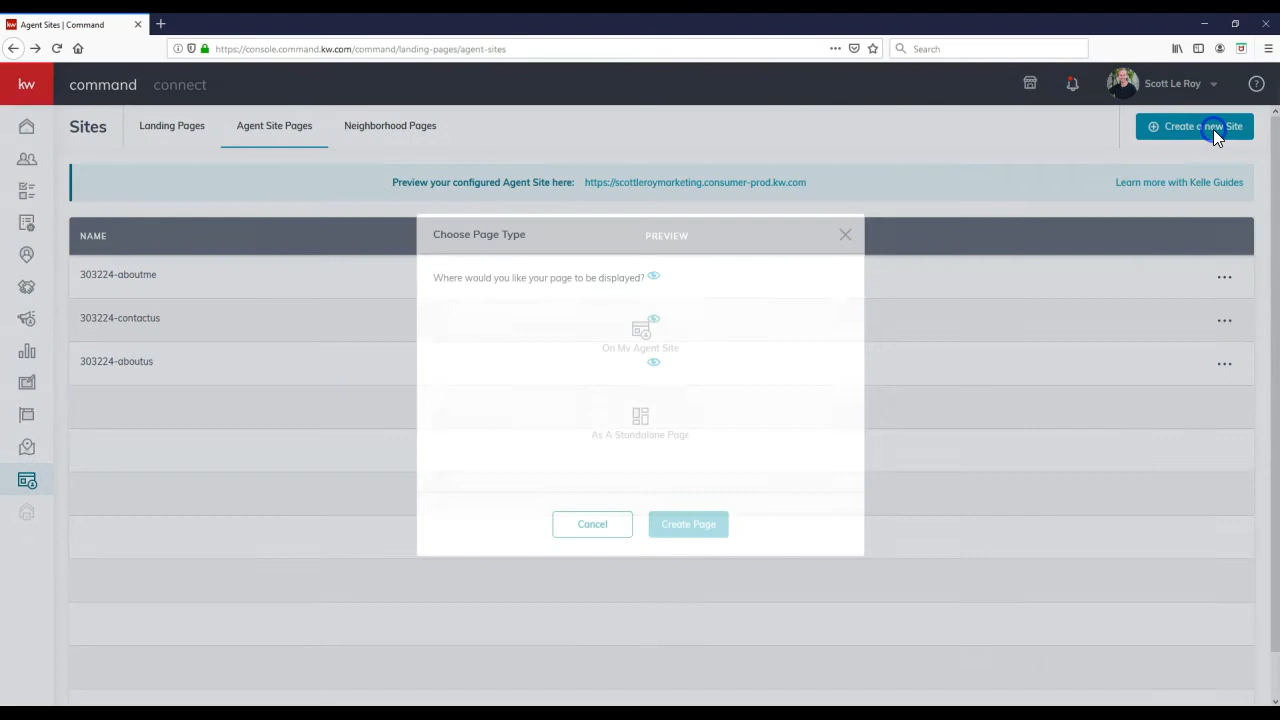 Agent Sites | Command
https://console.command.kw.com/command/landing-pages/agent-sites
Search
kw
command
connect
Scott Le Roy
Sites
Landing Pages
Agent Site Pages
Neighborhood Pages
Create a new Site
Preview your configured Agent Site here: https://scottleroymarketing.consumer-prod.kw.com
Learn more with Kelle Guides
NAME
PREVIEW
Choose Page Type
303224-aboutme
Where would you like your page to be displayed?
303224-contactus
On My Agent Site
303224-aboutus
As A Standalone Page
Cancel
Create Page